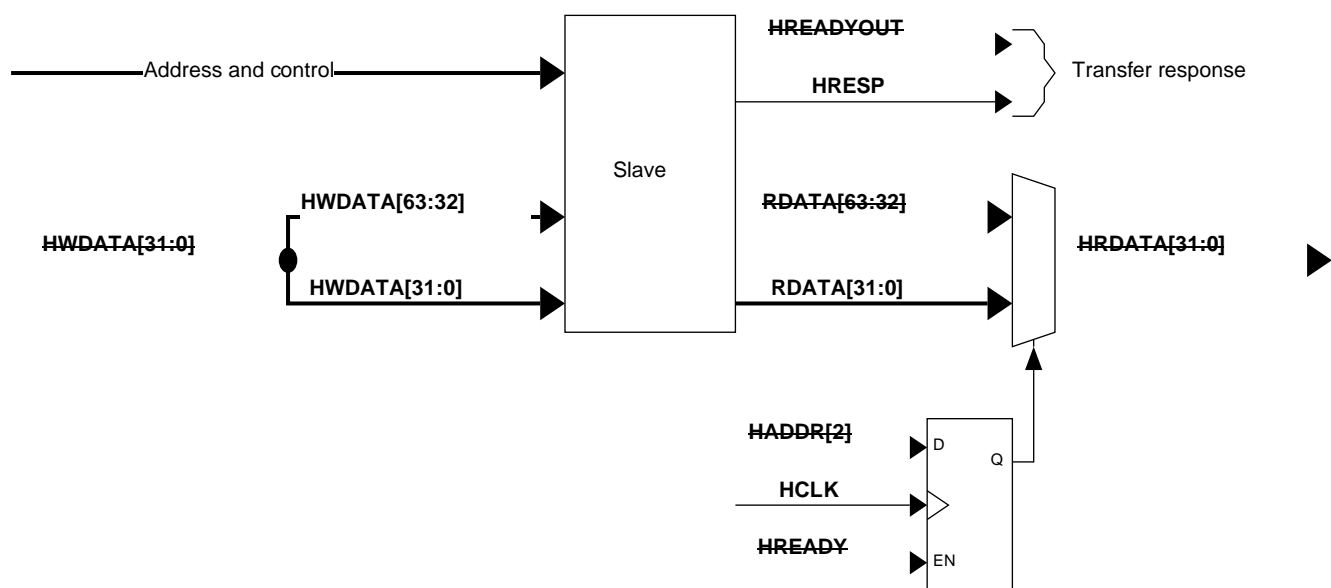 HREADYOUT
Address and control
Transfer response
HRESP
Slave
HWDATA[63:32]
RDATA[63:32]
HWDATA[31:0]
HRDATA[31:0]
HWDATA[31:0]
RDATA[31:0]
HADDR[2]
D
Q
HCLK
HREADY
EN